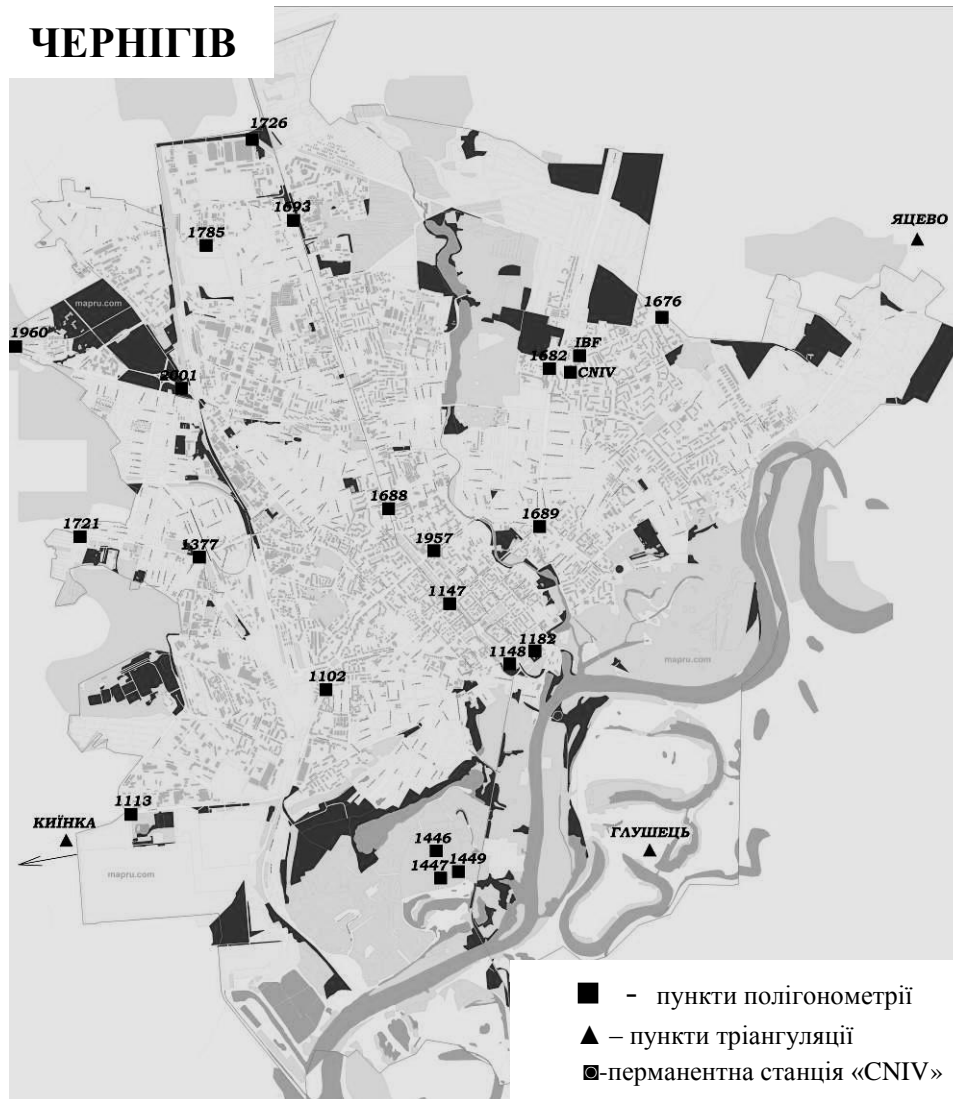 ЧЕРНІГІВ
1726
1693
1785
ЯЦЕВО
mapru.com
1676
1960
IBF
1682
CNIV
2001
1688
1721
1689
1957
1377
1147
1182
1148
mapru.com
1102
1113
КИЇНКА
ГЛУШЕЦЬ
1446
1449
1447
mapru.com
- пункти полігонометрії
– пункти тріангуляції
-перманентна станція «CNIV»